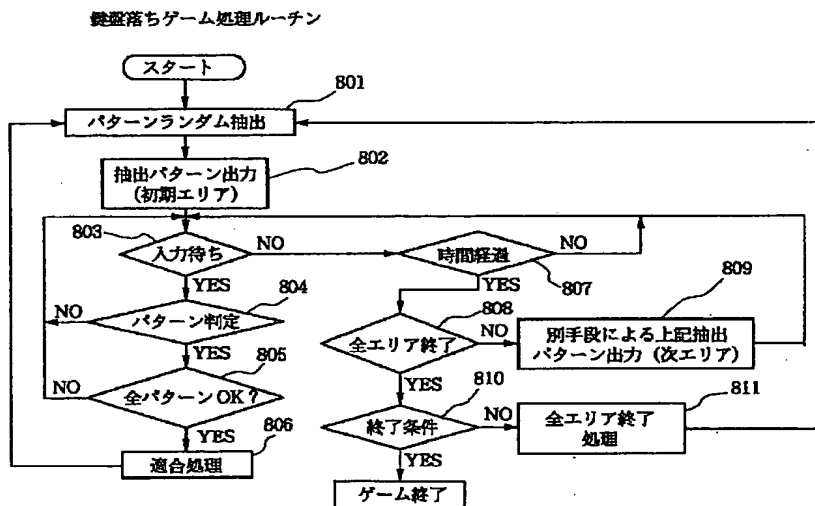 鍵盤落ちゲーム処理ルーチン
スタート
801
パターンランダム抽出
802
抽出パターン出力
(初期エリア)
803
入力待ち
NO
YES
時間経過
NO
807
YES
804
NO
パターン判定
YES
808
全エリア終了
NO
YES
809
別手段による上記抽出
パターン出力 (次エリア)
805
NO
全パターンOK?
YES
810
終了条件
NO
YES
811
全エリア終了
処理
806
適合処理
ゲーム終了